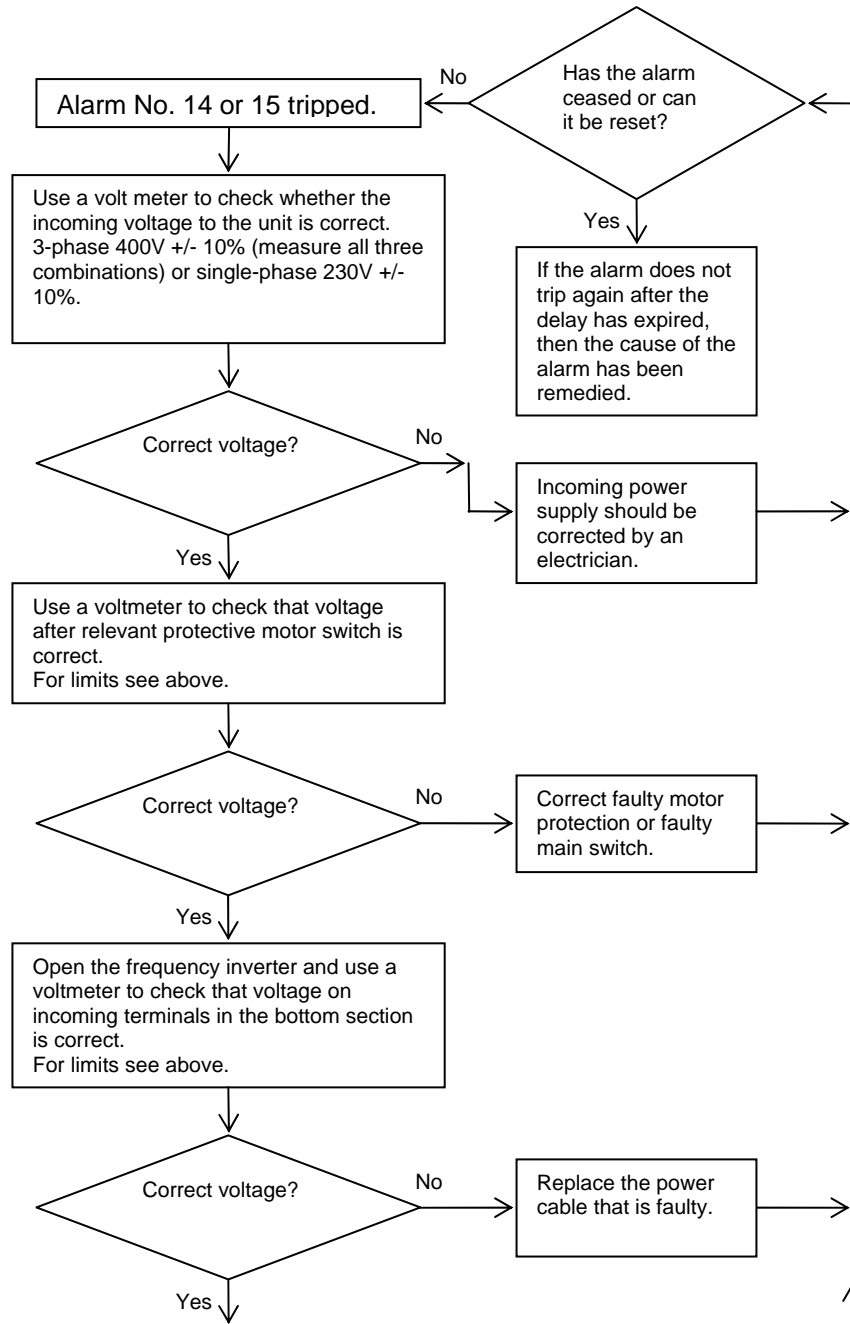 Alarm No. 14 or 15 tripped.
No
Has the alarm
ceased or can
it be reset?
Yes
If the alarm does not
trip again after the
delay has expired,
then the cause of the
alarm has been
remedied.
Use a volt meter to check whether the
incoming voltage to the unit is correct.
3-phase 400V +/- 10% (measure all three
combinations) or single-phase 230V +/-
10%.
Correct voltage?
No
Incoming power
supply should be
corrected by an
electrician.
Yes
Use a voltmeter to check that voltage
after relevant protective motor switch is
correct.
For limits see above.
Correct voltage?
No
Correct faulty motor
protection or faulty
main switch.
Yes
Open the frequency inverter and use a
voltmeter to check that voltage on
incoming terminals in the bottom section
is correct.
For limits see above.
Correct voltage?
No
Replace the power
cable that is faulty.
Yes